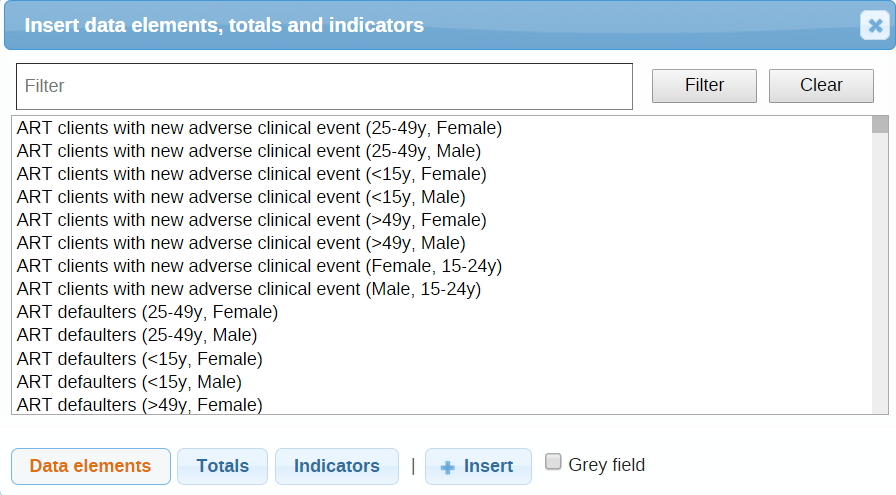 Insert data elements, totals and indicators
Filter Filter Clear
ART clients with new adverse clinical event (25-49y, Female)
ART clients with new adverse clinical event (25-49y, Male)
ART clients with new adverse clinical event (<15y, Female)
ART clients with new adverse clinical event (<15y, Male)
ART clients with new adverse clinical event (>49y, Female)
ART clients with new adverse clinical event (>49y, Male)
ART clients with new adverse clinical event (Female, 15-24y)
ART clients with new adverse clinical event (Male, 15-24y)
ART defaulters (25-49y, Female)
ART defaulters (25-49y, Male)
ART defaulters (<15y, Female)
ART defaulters (<15y, Male)
ART defaulters (>49y, Female)
Data elements Totals Indicators | Insert Grey field